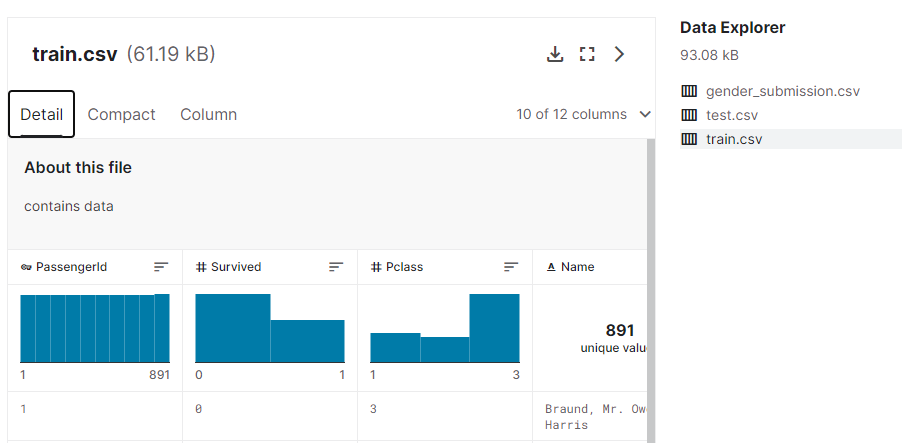 train.csv (61.19 kB)
Detail Compact Column 10 of 12 columns
About this file
contains data
PassengerId Survived Pclass Name
891
unique valu
1 891 0 1 1 3
1 0 3 Braund, Mr. Ow
Harris
Data Explorer
93.08 kB
gender_submission.csv
test.csv
train.csv